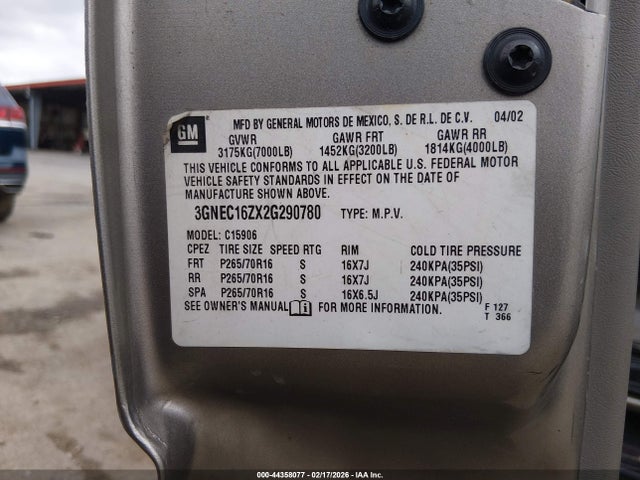 GM
MFD BY GENERAL MOTORS DE MEXICO, S. DE R.L. DE C.V. 04/02
GVWR GAWR FRT GAWR RR
3175KG(7000LB) 1452KG(3200LB) 1814KG(4000LB)
THIS VEHICLE CONFORMS TO ALL APPLICABLE U.S. FEDERAL MOTOR
VEHICLE SAFETY STANDARDS IN EFFECT ON THE DATE OF
MANUFACTURE SHOWN ABOVE.
3GNEC16ZX2G290780 TYPE: M.P.V.
MODEL: C15906
CPEZ TIRE SIZE SPEED RTG RIM COLD TIRE PRESSURE
FRT P265/70R16 S 16X7J 240KPA(35PSI)
RR P265/70R16 S 16X7J 240KPA(35PSI)
SPA P265/70R16 S 16X6.5J 240KPA(35PSI)
SEE OWNER'S MANUAL FOR MORE INFORMATION.
F 127
T 366
000-44358077 — 02/17/2026 — IAA Inc.